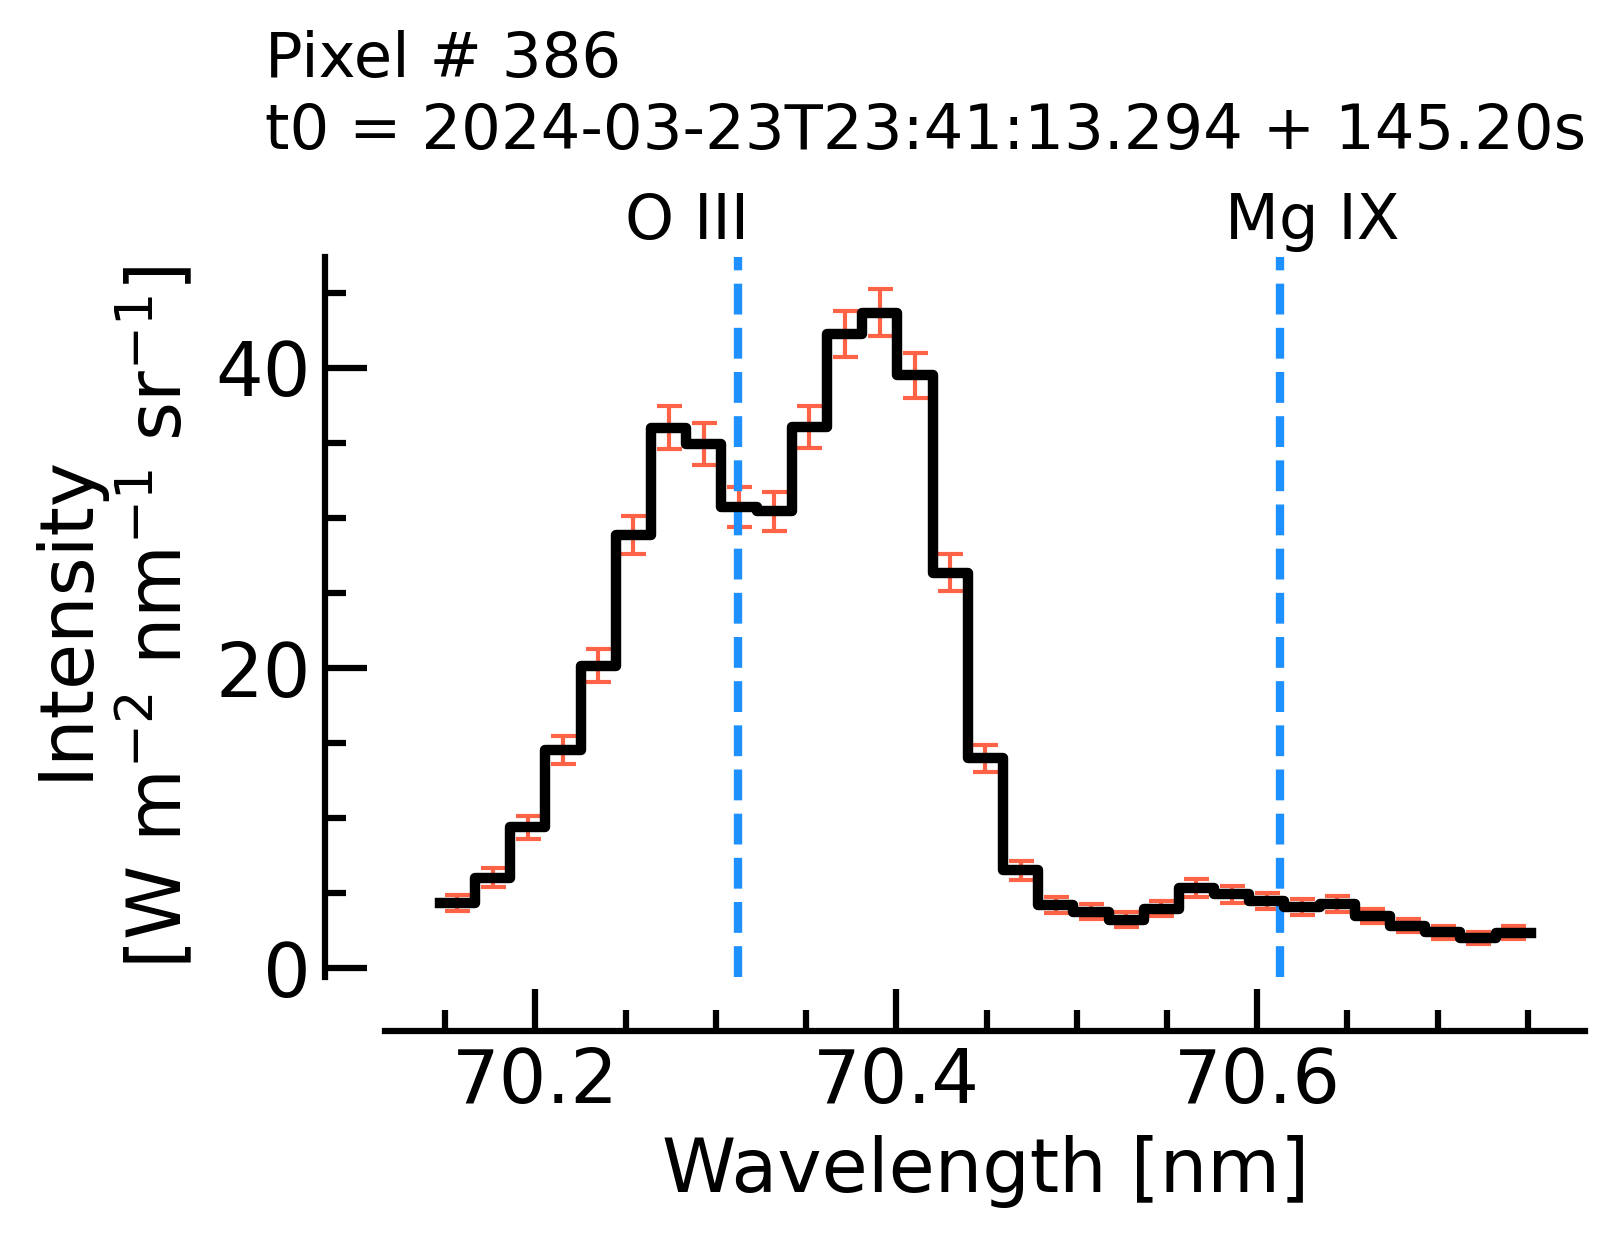 Pixel # 386
t0 = 2024-03-23T23:41:13.294 + 145.20s
O III
Mg IX
Intensity
[W m⁻² nm⁻¹ sr⁻¹]
40
20
0
70.2
70.4
70.6
Wavelength [nm]